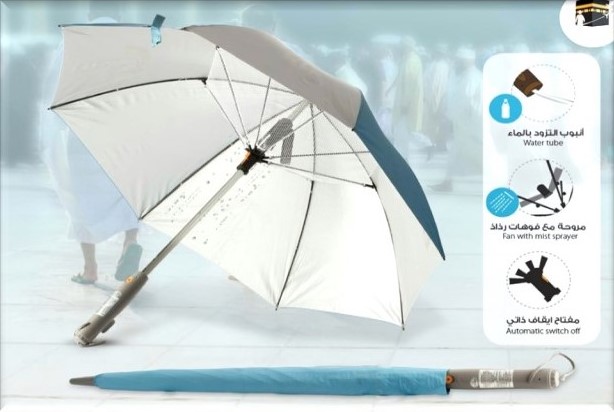 أنبوب التزود بالماء
Water tube
مروحة مع فوهات رذاذ
Fan with mist sprayer
مفتاح ايقاف ذاتي
Automatic switch off